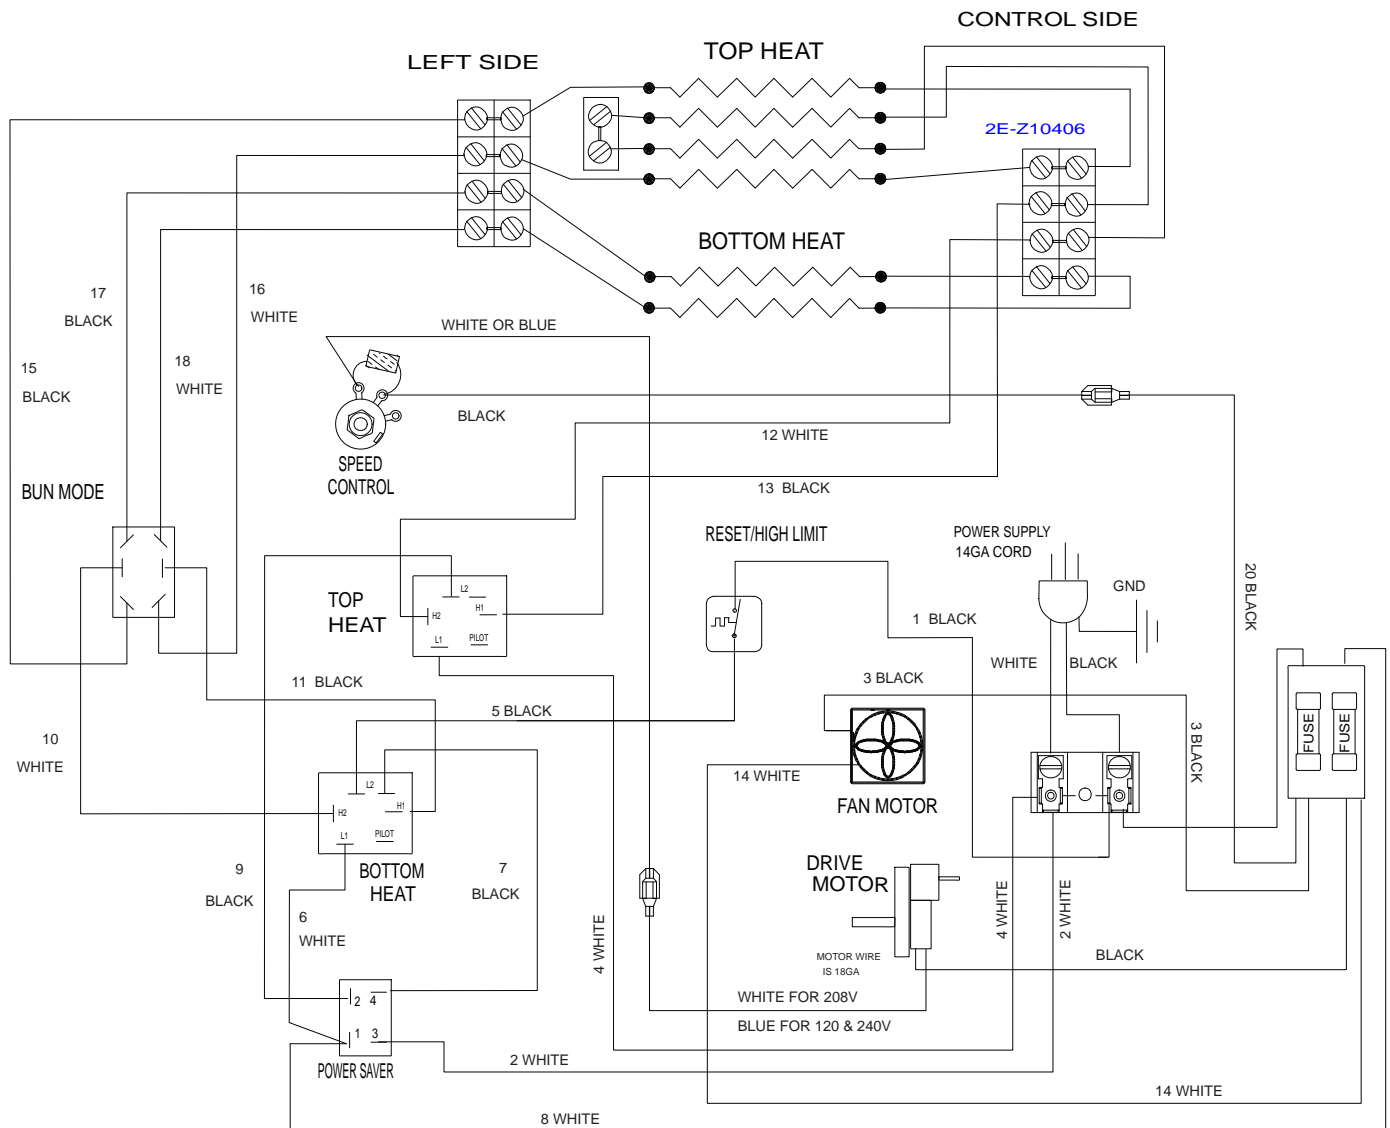 CONTROL SIDE
TOP HEAT
LEFT SIDE
2E-Z10406
BOTTOM HEAT
17
BLACK
16
WHITE
WHITE OR BLUE
15
BLACK
18
WHITE
BLACK
12 WHITE
SPEED
CONTROL
BUN MODE
13 BLACK
RESET/HIGH LIMIT
POWER SUPPLY
14GA CORD
GND
20 BLACK
TOP
HEAT
L2
H1
H2
L1
PILOT
1 BLACK
WHITE
BLACK
11 BLACK
3 BLACK
5 BLACK
3 BLACK
FUSE
FUSE
10
WHITE
14 WHITE
FAN MOTOR
L2
H1
H2
L1
PILOT
BOTTOM
HEAT
9
BLACK
7
BLACK
DRIVE
MOTOR
6
WHITE
4 WHITE
4 WHITE
2 WHITE
MOTOR WIRE
IS 18GA
BLACK
WHITE FOR 208V
BLUE FOR 120 & 240V
2 4
1 3
POWER SAVER
2 WHITE
14 WHITE
8 WHITE